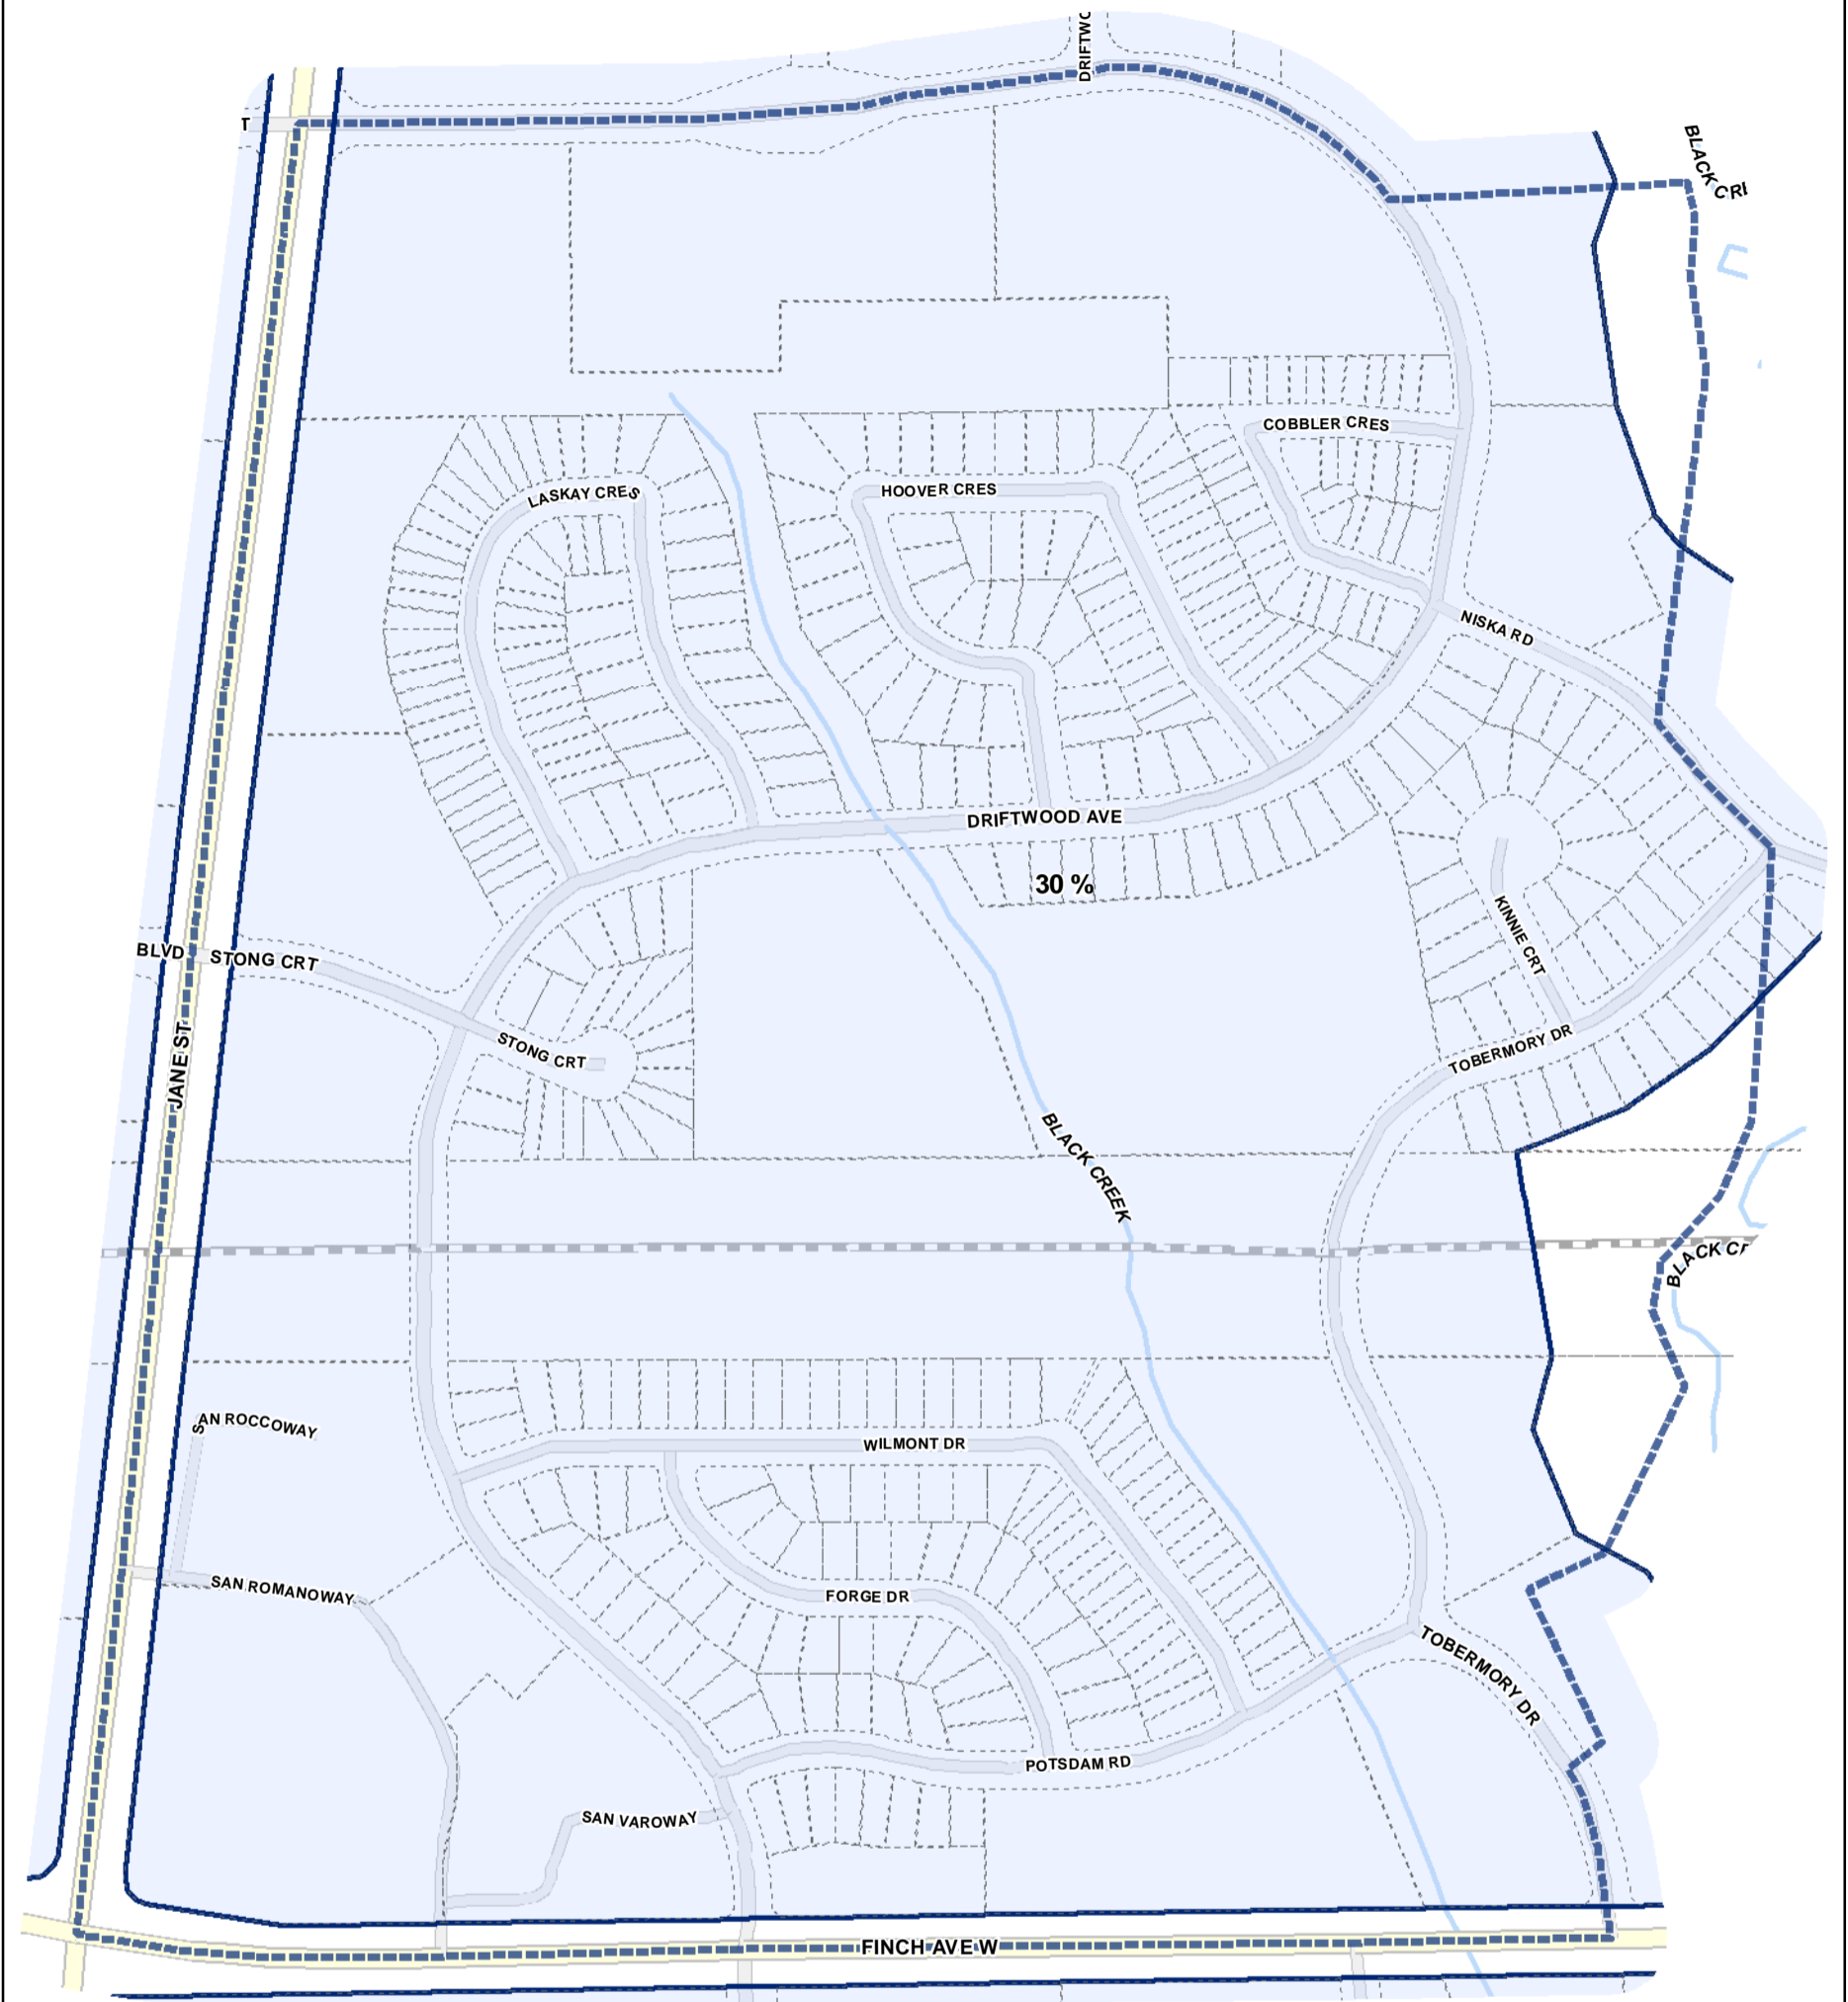 DRIFTWC
T
BLACK CRI
COBBLER CRES
LASKAY CRES
HOOVER CRES
NISKA RD
DRIFTWOOD AVE
30 %
KINNIE CRT
BLVD
STONG CRT
STONG CRT
JANE ST
TOBERMORY DR
BLACK CREEK
BLACK CF
SAN ROCCOWAY
WILMONT DR
SAN ROMANOWAY
FORGE DR
TOBERMORY DR
POTSDAM RD
SAN VAROWAY
FINCH AVE W